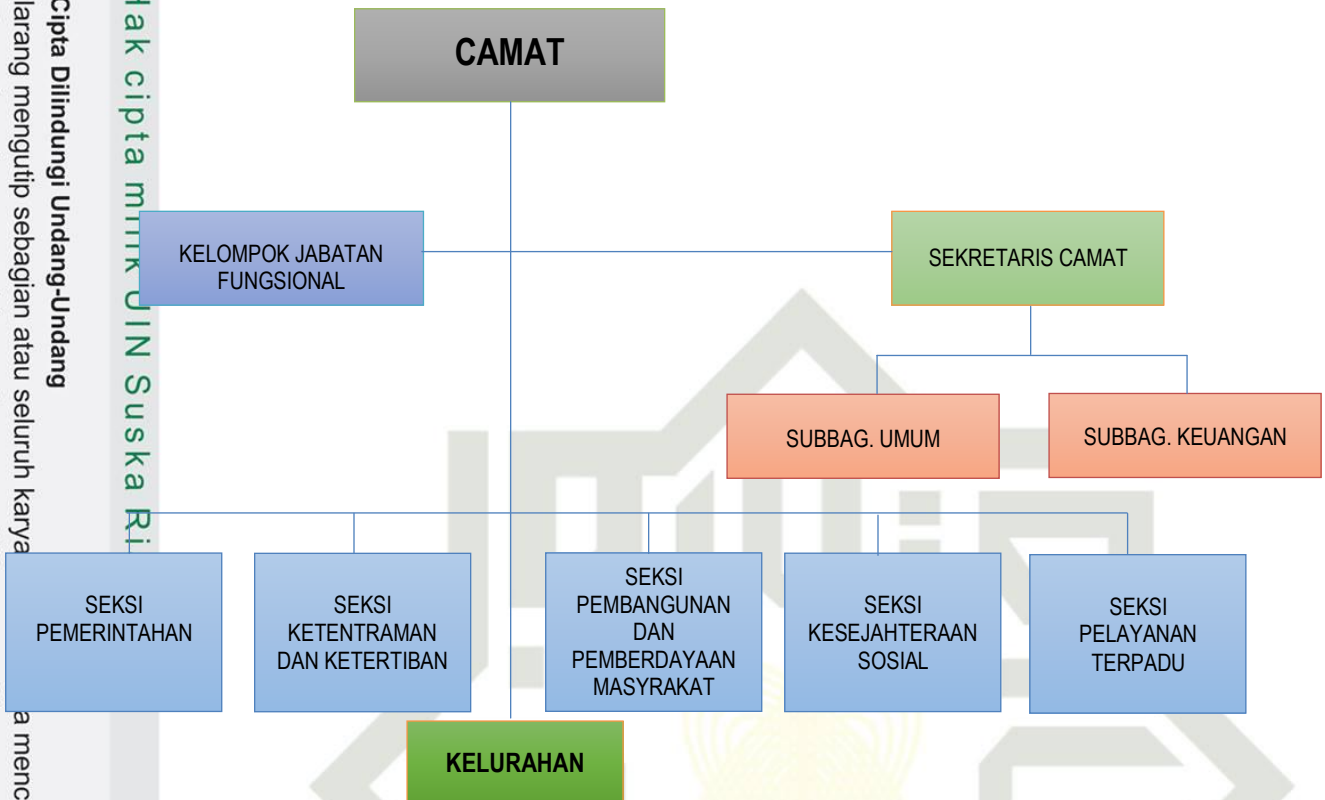 Hak cipta milik UIN Suska Ri
Cipta Dilindungi Undang-Undang
larang mengutip sebagian atau seluruh karya
a menc
CAMAT
KELOMPOK JABATAN
FUNGSIONAL
SEKRETARIS CAMAT
SUBBAG. UMUM
SUBBAG. KEUANGAN
SEKSI
PEMERINTAHAN
SEKSI
KETENTRAMAN
DAN KETERTIBAN
SEKSI
PEMBANGUNAN
DAN
PEMBERDAYAAN
MASYRAKAT
SEKSI
KESEJAHTERAAN
SOSIAL
SEKSI
PELAYANAN
TERPADU
KELURAHAN